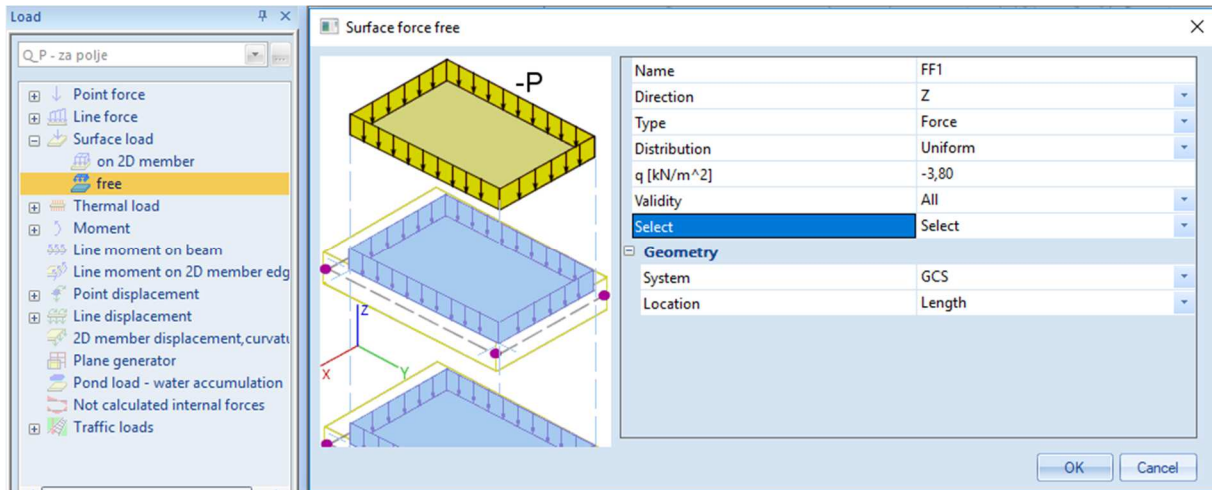 Load
Q_P - za polje
Point force
Line force
Surface load
on 2D member
free
Thermal load
Moment
Line moment on beam
Line moment on 2D member edg
Point displacement
Line displacement
2D member displacement,curvatu
Plane generator
Pond load - water accumulation
Not calculated internal forces
Traffic loads
Surface force free
-P
Z
X
Y
Name FF1
Direction Z
Type Force
Distribution Uniform
q [kN/m^2] -3,80
Validity All
Select Select
Geometry
System GCS
Location Length
OK Cancel